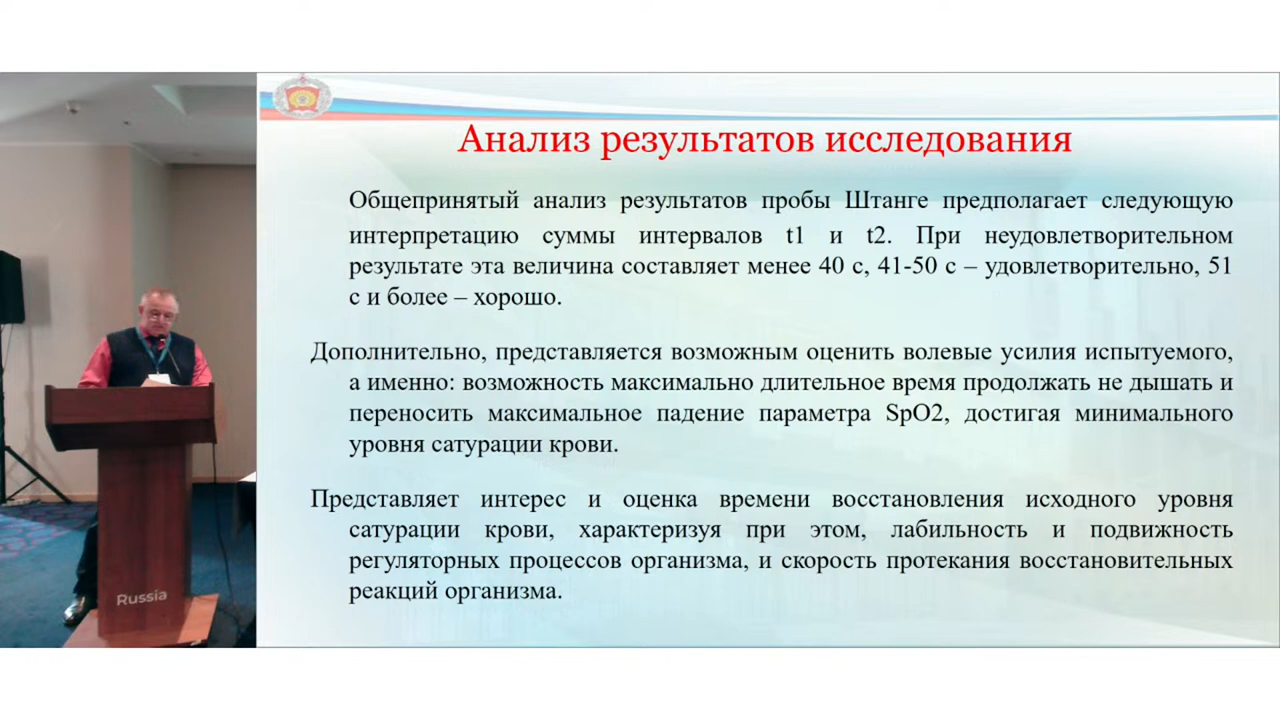 Анализ результатов исследования
Общепринятый анализ результатов пробы Штанге предполагает следующую
интерпретацию суммы интервалов t1 и t2. При неудовлетворительном
результате эта величина составляет менее 40 с, 41-50 с – удовлетворительно, 51
с и более – хорошо.
Дополнительно, представляется возможным оценить волевые усилия испытуемого,
а именно: возможность максимально длительное время продолжать не дышать и
переносить максимальное падение параметра SpO2, достигая минимального
уровня сатурации крови.
Представляет интерес и оценка времени восстановления исходного уровня
сатурации крови, характеризуя при этом, лабильность и подвижность
регуляторных процессов организма, и скорость протекания восстановительных
реакций организма.
Russia